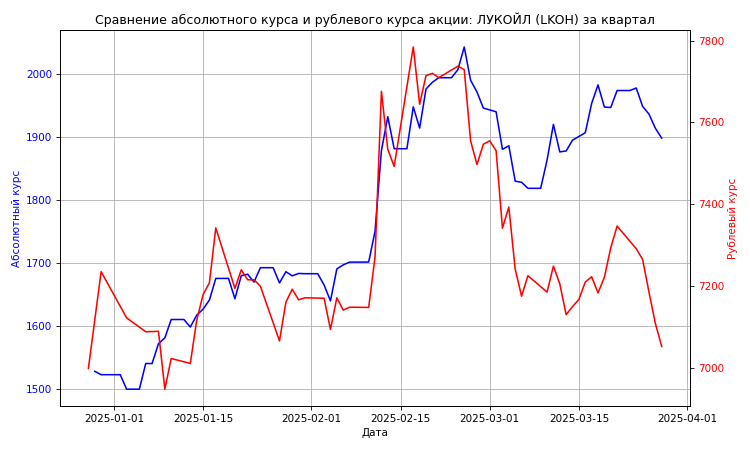 Сравнение абсолютного курса и рублевого курса акции: ЛУКОЙЛ (LKOH) за квартал
7800
2000
7600
1900
1800
7400
1700
7200
1600
7000
1500
Абсолютный курс
Рублевый курс
2025-01-01 2025-01-15 2025-02-01 2025-02-15 2025-03-01 2025-03-15 2025-04-01
Дата